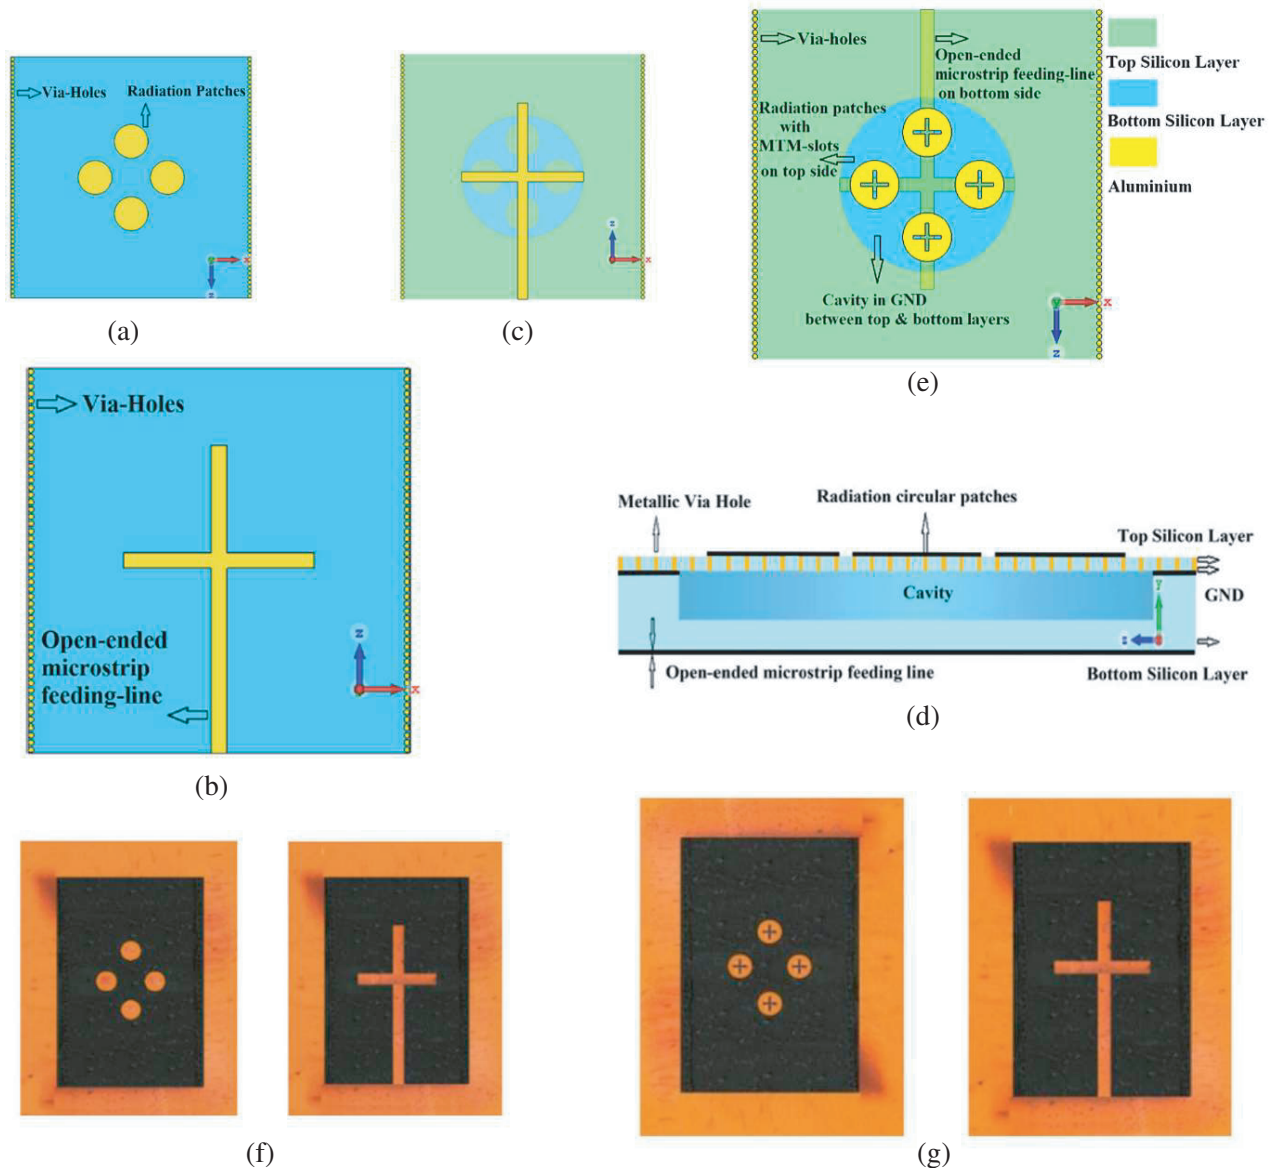 Via-Holes
Radiation Patches
x
z
(a)
z
x
(c)
Via-holes
Open-ended
microstrip feeding-line
on bottom side
Radiation patches
with
MTM-slots
on top side
Cavity in GND
between top & bottom layers
y
x
z
(e)
Top Silicon Layer
Bottom Silicon Layer
Aluminium
Via-Holes
Open-ended
microstrip
feeding-line
z
x
(b)
Metallic Via Hole
Radiation circular patches
Top Silicon Layer
Cavity
GND
y
z
Open-ended microstrip feeding line
Bottom Silicon Layer
(d)
(f)
(g)